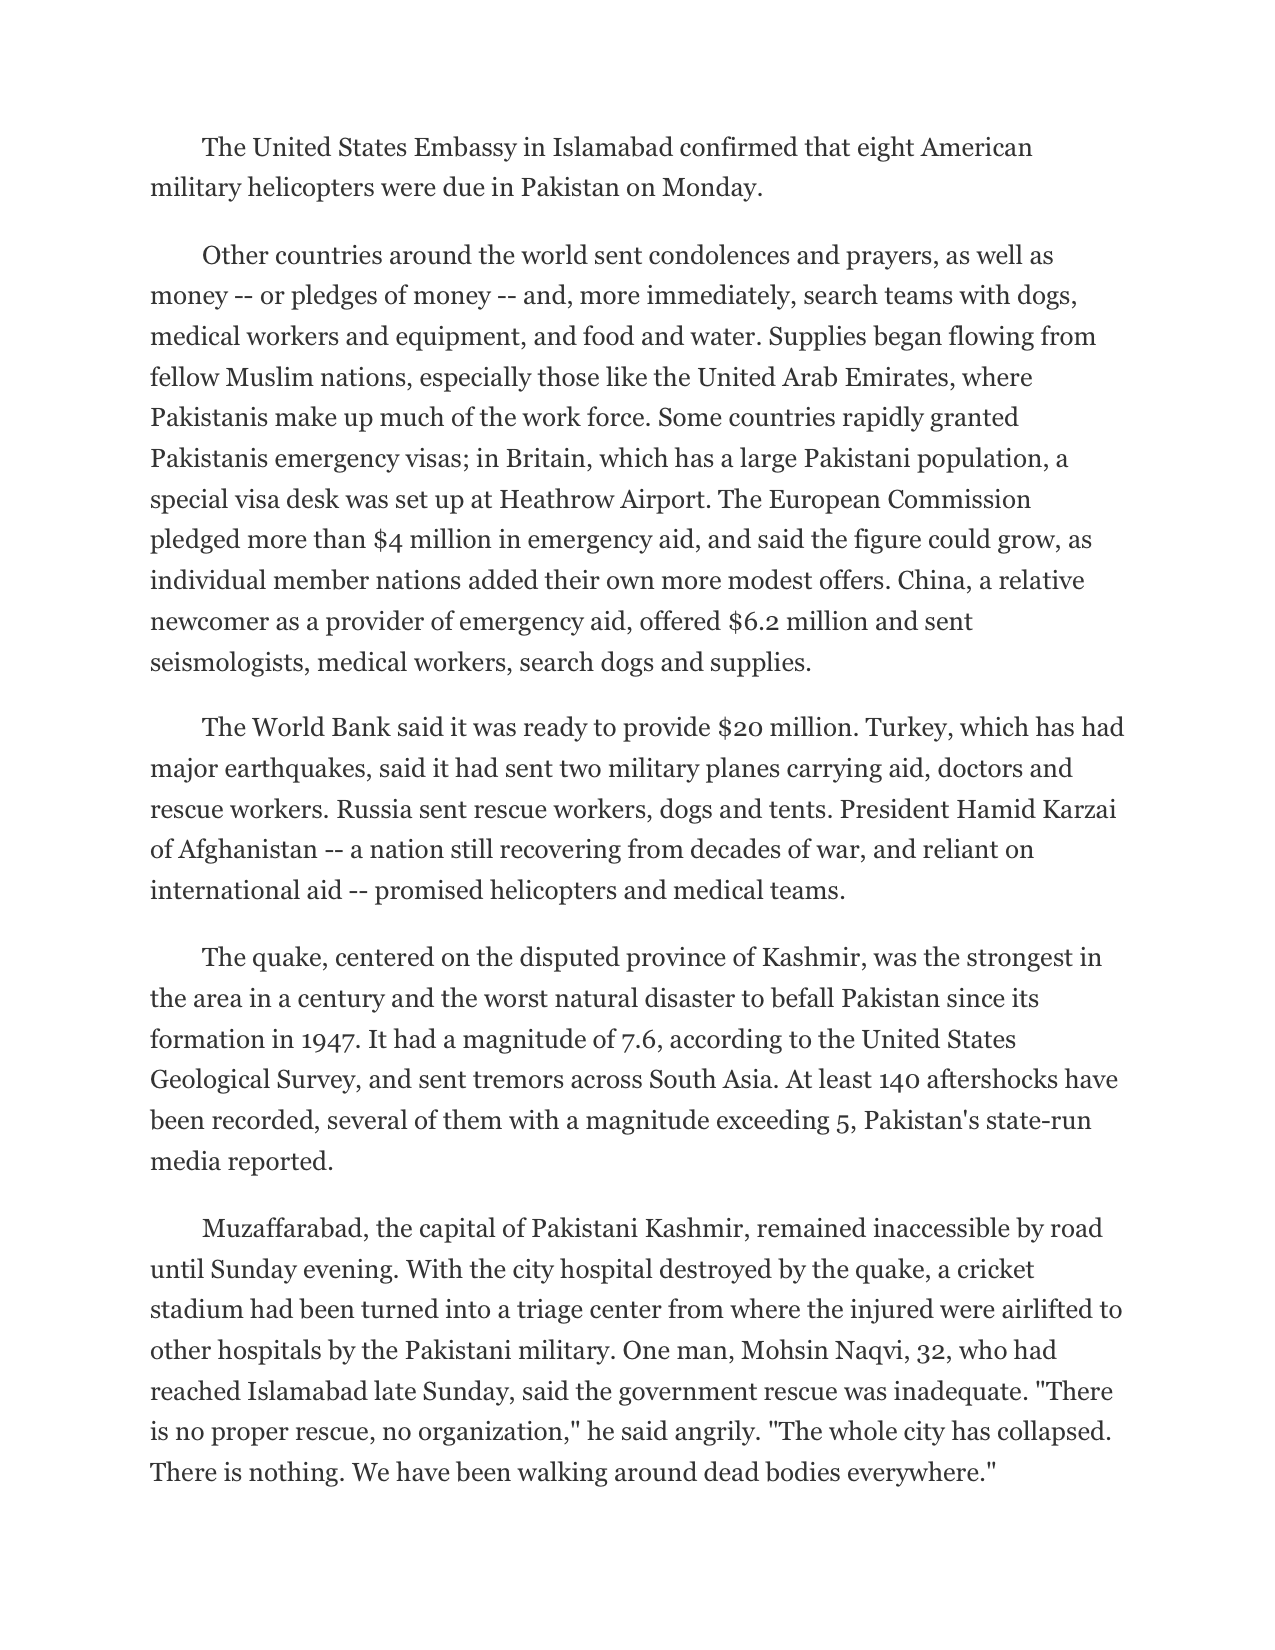 The United States Embassy in Islamabad confirmed that eight American
military helicopters were due in Pakistan on Monday.
Other countries around the world sent condolences and prayers, as well as
money -- or pledges of money -- and, more immediately, search teams with dogs,
medical workers and equipment, and food and water. Supplies began flowing from
fellow Muslim nations, especially those like the United Arab Emirates, where
Pakistanis make up much of the work force. Some countries rapidly granted
Pakistanis emergency visas; in Britain, which has a large Pakistani population, a
special visa desk was set up at Heathrow Airport. The European Commission
pledged more than $4 million in emergency aid, and said the figure could grow, as
individual member nations added their own more modest offers. China, a relative
newcomer as a provider of emergency aid, offered $6.2 million and sent
seismologists, medical workers, search dogs and supplies.
The World Bank said it was ready to provide $20 million. Turkey, which has had
major earthquakes, said it had sent two military planes carrying aid, doctors and
rescue workers. Russia sent rescue workers, dogs and tents. President Hamid Karzai
of Afghanistan -- a nation still recovering from decades of war, and reliant on
international aid -- promised helicopters and medical teams.
The quake, centered on the disputed province of Kashmir, was the strongest in
the area in a century and the worst natural disaster to befall Pakistan since its
formation in 1947. It had a magnitude of 7.6, according to the United States
Geological Survey, and sent tremors across South Asia. At least 140 aftershocks have
been recorded, several of them with a magnitude exceeding 5, Pakistan's state-run
media reported.
Muzaffarabad, the capital of Pakistani Kashmir, remained inaccessible by road
until Sunday evening. With the city hospital destroyed by the quake, a cricket
stadium had been turned into a triage center from where the injured were airlifted to
other hospitals by the Pakistani military. One man, Mohsin Naqvi, 32, who had
reached Islamabad late Sunday, said the government rescue was inadequate. "There
is no proper rescue, no organization," he said angrily. "The whole city has collapsed.
There is nothing. We have been walking around dead bodies everywhere."